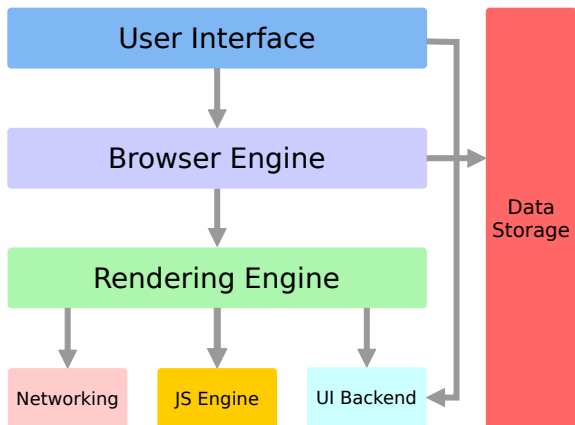 User Interface
Browser Engine
Data
Storage
Rendering Engine
Networking
JS Engine
UI Backend